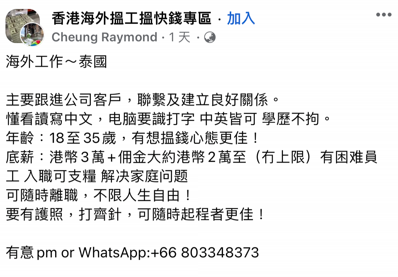 香港海外搵工搵快錢專區 · 加入
Cheung Raymond · 1 天 ·
海外工作～泰國
主要跟進公司客戶，聯繫及建立良好關係。
懂看讀寫中文，电脑要識打字 中英皆可 學歷不拘。
年齡：18至35歲，有想搵錢心態更佳！
底薪：港幣3萬+佣金大約港幣2萬至（冇上限）有困难員
工 入職可支糧 解决家庭问题
可隨時離職，不限人生自由！
要有護照，打齊針，可隨時起程者更佳！
有意pm or WhatsApp:+66 803348373